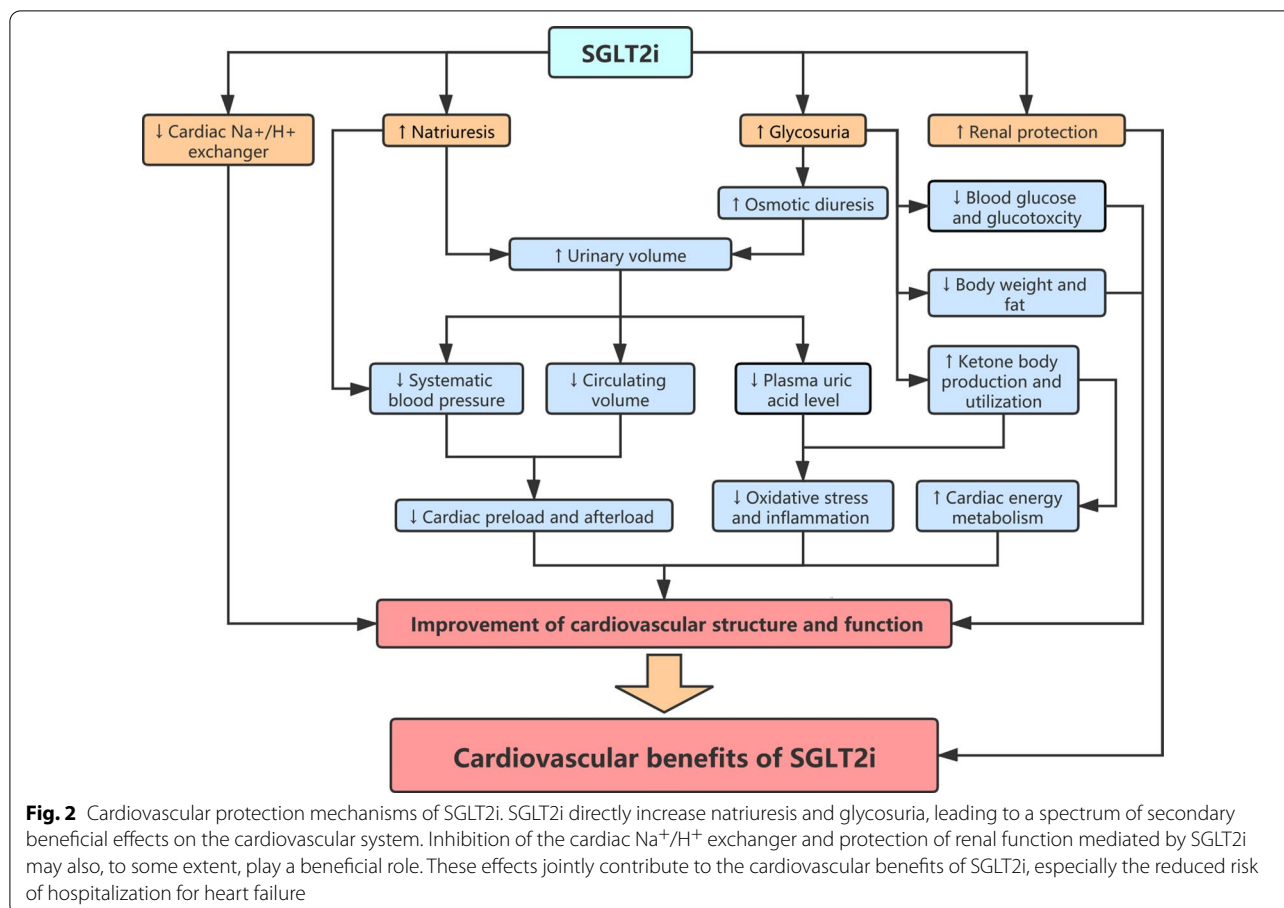 SGLT2i
↓ Cardiac Na+/H+
exchanger
↑ Natriuresis
↑ Glycosuria
↑ Renal protection
↑ Osmotic diuresis
↓ Blood glucose
and glucotoxcity
↑ Urinary volume
↓ Body weight and
fat
↓ Systematic
blood pressure
↓ Circulating
volume
↓ Plasma uric
acid level
↑ Ketone body
production and
utilization
↓ Cardiac preload and afterload
↓ Oxidative stress
and inflammation
↑ Cardiac energy
metabolism
Improvement of cardiovascular structure and function
Cardiovascular benefits of SGLT2i
Fig. 2 Cardiovascular protection mechanisms of SGLT2i. SGLT2i directly increase natriuresis and glycosuria, leading to a spectrum of secondary
beneficial effects on the cardiovascular system. Inhibition of the cardiac Na⁺/H⁺ exchanger and protection of renal function mediated by SGLT2i
may also, to some extent, play a beneficial role. These effects jointly contribute to the cardiovascular benefits of SGLT2i, especially the reduced risk
of hospitalization for heart failure